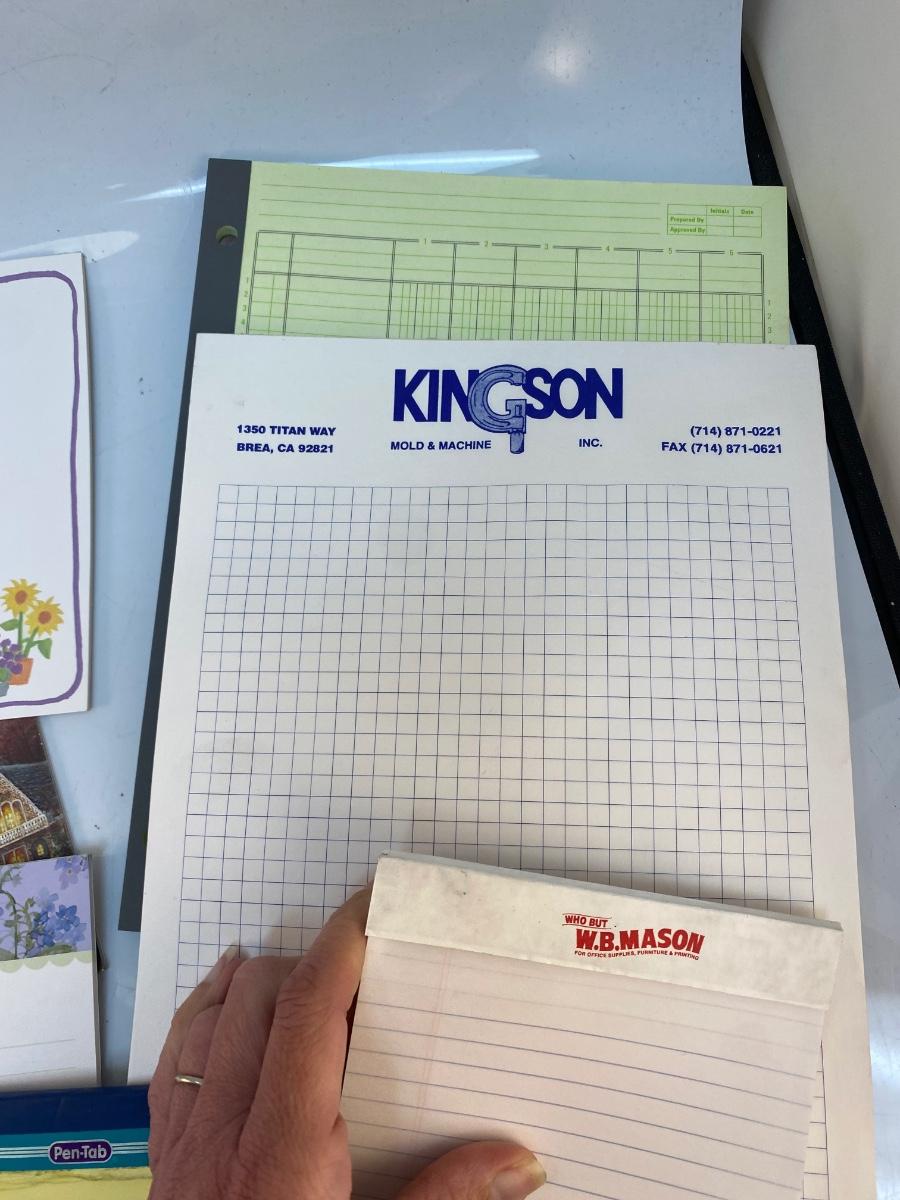 Initials Date
Prepared By
Approved By
1 2 3 4 5 6
1 1
2 2
3 3
4
KINGSON
1350 TITAN WAY
BREA, CA 92821
MOLD & MACHINE INC.
(714) 871-0221
FAX (714) 871-0621
WHO BUT
W.B.MASON
FOR OFFICE SUPPLIES, FURNITURE & PRINTING
Pen-Tab